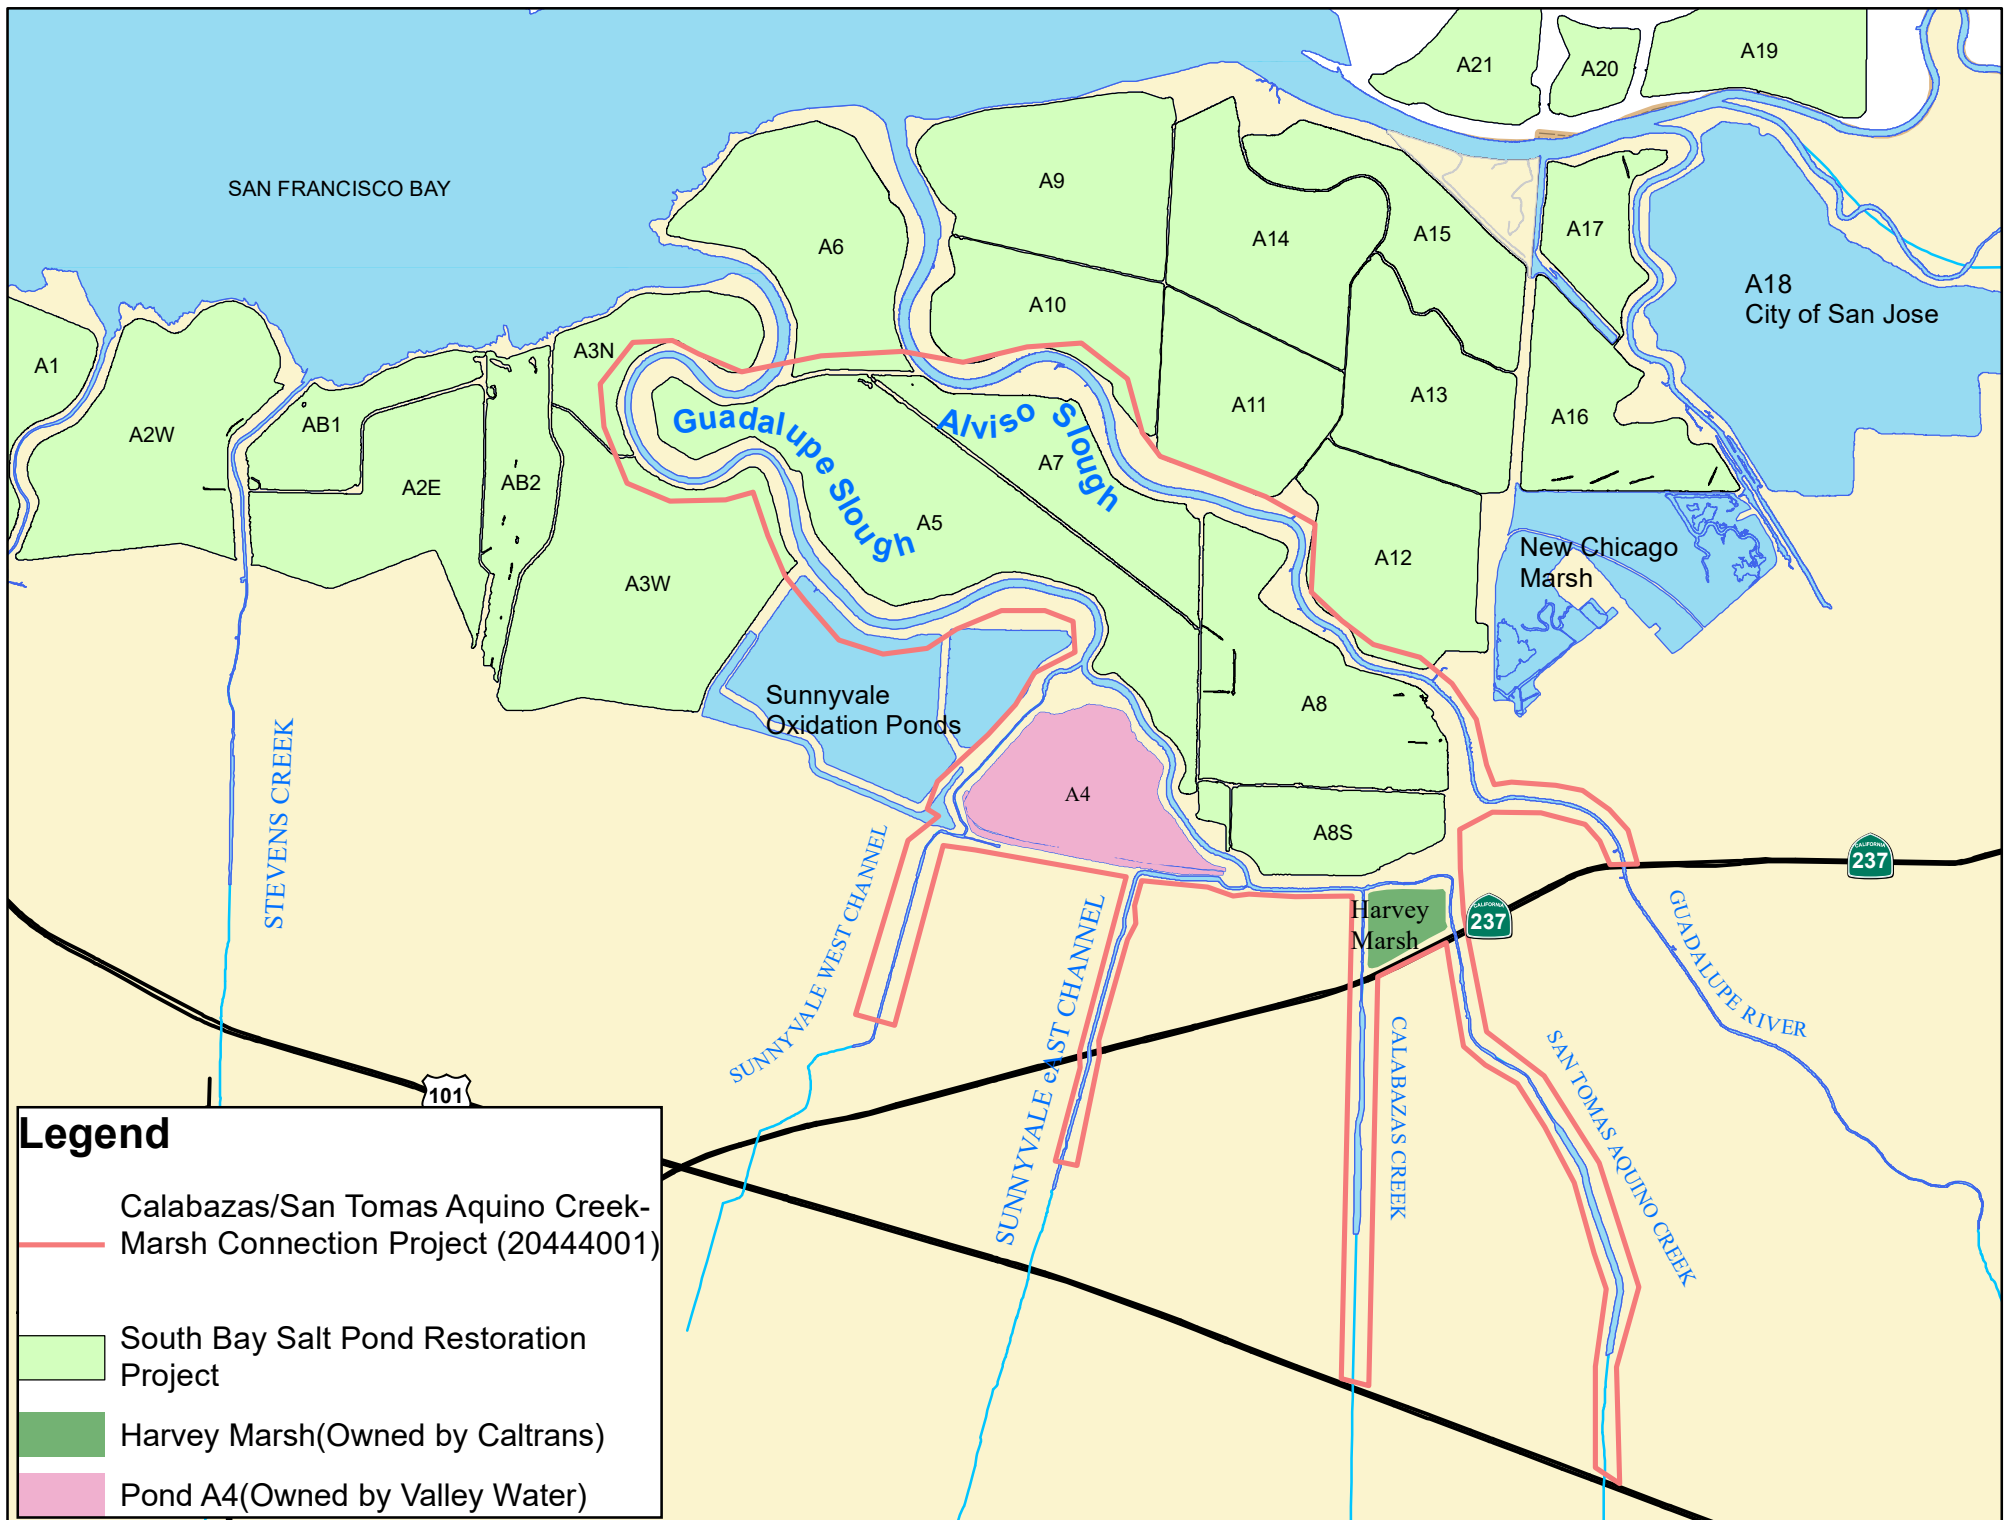 A21
A20
A19
SAN FRANCISCO BAY
A9
A6
A14
A15
A17
A18
City of San Jose
A10
A1
A3N
A2W
AB1
A2E
AB2
A11
A13
A16
Guadalupe Slough
Alviso Slough
A7
A5
A3W
A12
New Chicago
Marsh
Sunnyvale
Oxidation Ponds
A8
A4
A8S
STEVENS CREEK
SUNNYVALE WEST CHANNEL
SUNNYVALE eAST CHANNEL
Harvey
Marsh
CALIFORNIA
237
CALIFORNIA
237
GUADALUPE RIVER
CALABAZAS CREEK
SAN TOMAS AQUINO CREEK
101
Legend
Calabazas/San Tomas Aquino Creek-
Marsh Connection Project (20444001)
South Bay Salt Pond Restoration
Project
Harvey Marsh(Owned by Caltrans)
Pond A4(Owned by Valley Water)